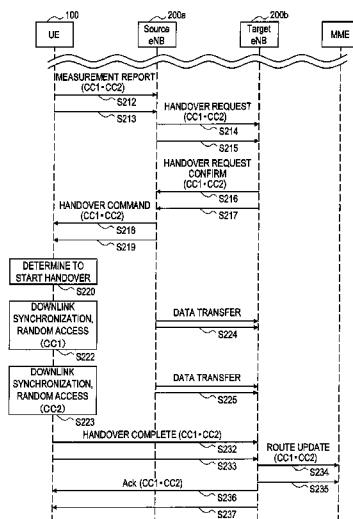 100
200a
200b
UE
Source
eNB
Target
eNB
MME
MEASUREMENT REPORT
(CC1・CC2)
S212
S213
HANDOVER REQUEST
(CC1・CC2)
S214
S215
HANDOVER REQUEST
CONFIRM
(CC1・CC2)
S216
S217
HANDOVER COMMAND
(CC1・CC2)
S218
S219
DETERMINE TO
START HANDOVER
S220
DOWNLINK
SYNCHRONIZATION,
RANDOM ACCESS
(CC1)
S222
DATA TRANSFER
S224
DOWNLINK
SYNCHRONIZATION,
RANDOM ACCESS
(CC2)
S223
DATA TRANSFER
S225
HANDOVER COMPLETE (CC1・CC2)
S232
S233
ROUTE UPDATE
(CC1・CC2)
S234
S235
Ack (CC1・CC2)
S236
S237